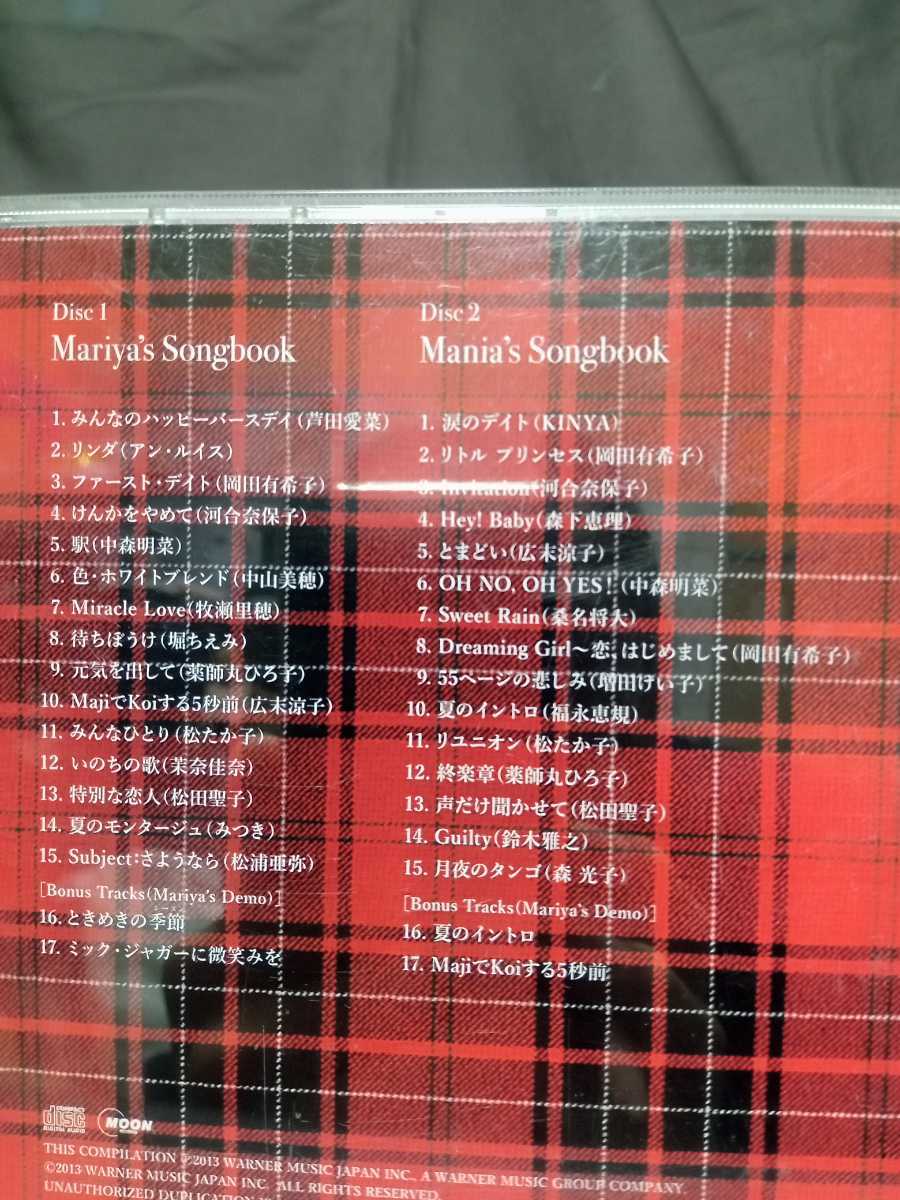 Disc 1
Mariya's Songbook
1. みんなのハッピーバースデイ(芦田愛菜)
2. リンダ(アン・ルイス)
3. ファースト・デイト(岡田有希子)
4. けんかをやめて(河合奈保子)
5. 駅(中森明菜)
6. 色・ホワイトブレンド(中山美穂)
7. Miracle Love(牧瀬里穂)
8. 待ちぼうけ(堀ちえみ)
9. 元気を出して(薬師丸ひろ子)
10. MajiでKoiする5秒前(広末涼子)
11. みんなひとり(松たか子)
12. いのちの歌(茉奈佳奈)
13. 特別な恋人(松田聖子)
14. 夏のモンタージュ(みつき)
15. Subject:さようなら(松浦亜弥)
[Bonus Tracks(Mariya's Demo)]
シーズン
16. ときめきの季節
17. ミック・ジャガーに微笑みを
Disc 2
Mania's Songbook
1. 涙のデイト(KINYA)
2. リトル プリンセス(岡田有希子)
3. Invitation(河合奈保子)
4. Hey! Baby(森下恵理)
5. とまどい(広末涼子)
6. OH NO, OH YES!(中森明菜)
7. Sweet Rain(桑名将大)
8. Dreaming Girl〜恋、はじめまして(岡田有希子)
9. 55ページの悲しみ(増田けい子)
10. 夏のイントロ(福永恵規)
11. リユニオン(松たか子)
12. 終楽章(薬師丸ひろ子)
13. 声だけ聞かせて(松田聖子)
14. Guilty(鈴木雅之)
15. 月夜のタンゴ(森 光子)
[Bonus Tracks(Mariya's Demo)]
16. 夏のイントロ
17. MajiでKoiする5秒前
COMPACT disc DIGITAL AUDIO
MOON
THIS COMPILATION ℗2013 WARNER MUSIC JAPAN INC., A WARNER MUSIC GROUP COMPANY.
©2013 WARNER MUSIC JAPAN INC. ALL RIGHTS RESERVED.
UNAUTHORIZED DUPLICATION